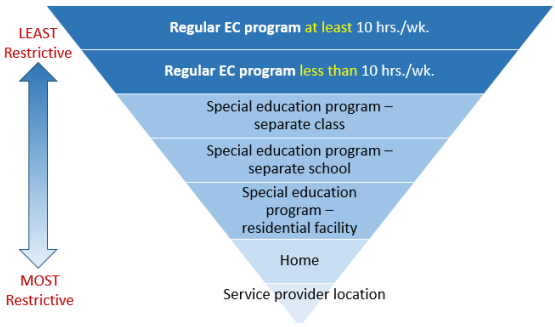 LEAST
Restrictive
Regular EC program at least 10 hrs./wk.
Regular EC program less than 10 hrs./wk.
Special education program –
separate class
Special education program –
separate school
Special education
program –
residential facility
Home
Service provider location
MOST
Restrictive